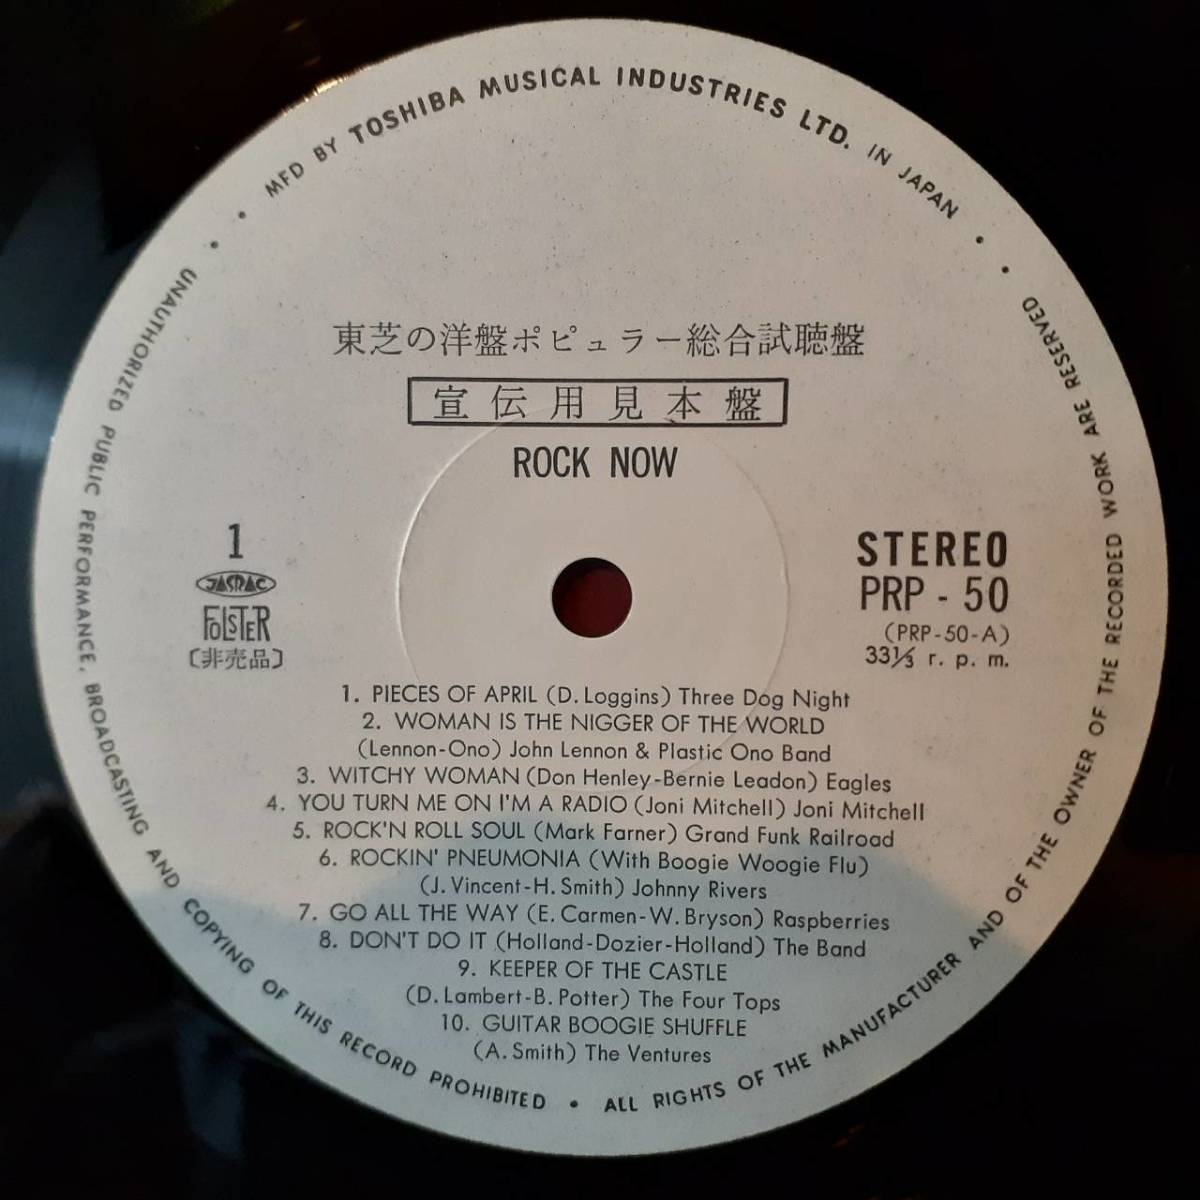 MFD BY TOSHIBA MUSICAL INDUSTRIES LTD. IN JAPAN
東芝の洋盤ポピュラー総合試聴盤
宣伝用見本盤
ROCK NOW
1
JASRAC
FOLSTER
〔非売品〕
STEREO
PRP - 50
(PRP-50-A)
33⅓ r. p. m.
1. PIECES OF APRIL (D. Loggins) Three Dog Night
2. WOMAN IS THE NIGGER OF THE WORLD
(Lennon-Ono) John Lennon & Plastic Ono Band
3. WITCHY WOMAN (Don Henley-Bernie Leadon) Eagles
4. YOU TURN ME ON I'M A RADIO (Joni Mitchell) Joni Mitchell
5. ROCK'N ROLL SOUL (Mark Farner) Grand Funk Railroad
6. ROCKIN' PNEUMONIA (With Boogie Woogie Flu)
(J. Vincent-H. Smith) Johnny Rivers
7. GO ALL THE WAY (E. Carmen-W. Bryson) Raspberries
8. DON'T DO IT (Holland-Dozier-Holland) The Band
9. KEEPER OF THE CASTLE
(D. Lambert-B. Potter) The Four Tops
10. GUITAR BOOGIE SHUFFLE
(A. Smith) The Ventures
UNAUTHORIZED PUBLIC PERFORMANCE, BROADCASTING AND COPYING OF THIS RECORD PROHIBITED • ALL RIGHTS OF THE MANUFACTURER AND OF THE OWNER OF THE RECORDED WORK ARE RESERVED